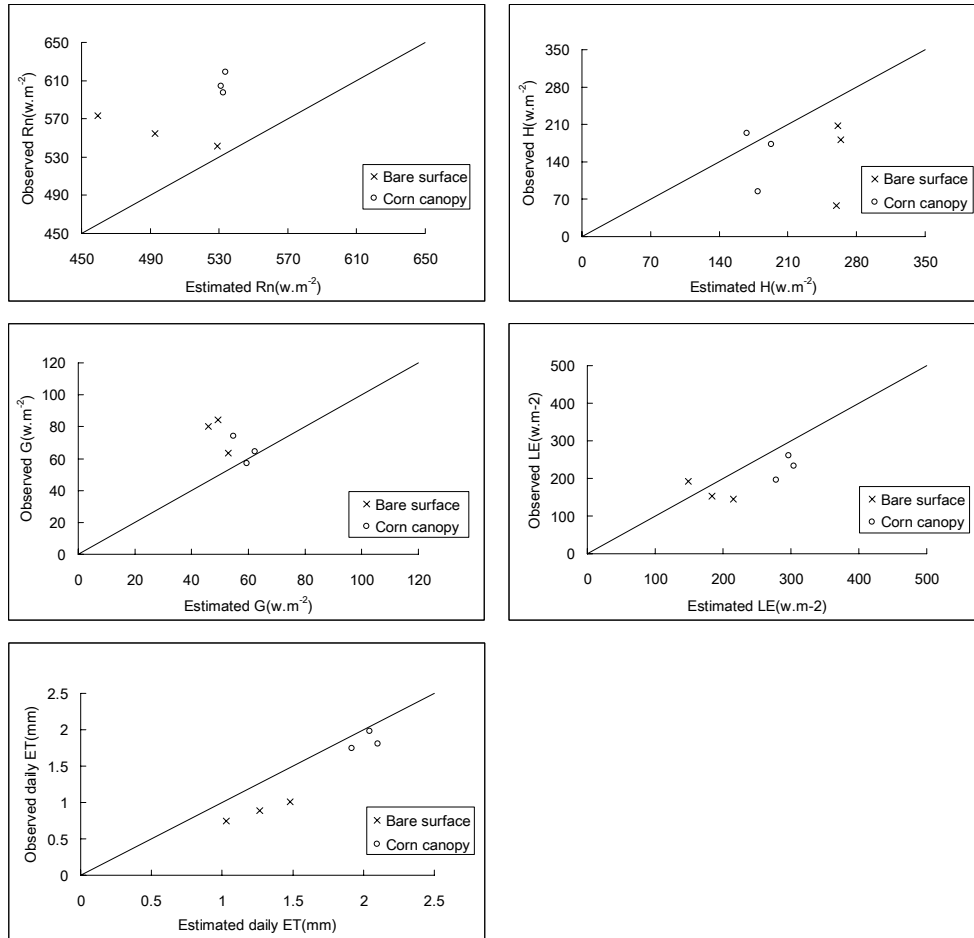 650
610
570
530
490
450
Observed Rn(w.m-2)
450 490 530 570 610 650
Estimated Rn(w.m-2)
Bare surface
Corn canopy
350
280
210
140
70
0
Observed H(w.m-2)
0 70 140 210 280 350
Estimated H(w.m-2)
Bare surface
Corn canopy
120
100
80
60
40
20
0
Observed G(w.m-2)
0 20 40 60 80 100 120
Estimated G(w.m-2)
Bare surface
Corn canopy
500
400
300
200
100
0
Observed LE(w.m-2)
0 100 200 300 400 500
Estimated LE(w.m-2)
Bare surface
Corn canopy
2.5
2
1.5
1
0.5
0
Observed daily ET(mm)
0 0.5 1 1.5 2 2.5
Estimated daily ET(mm)
Bare surface
Corn canopy